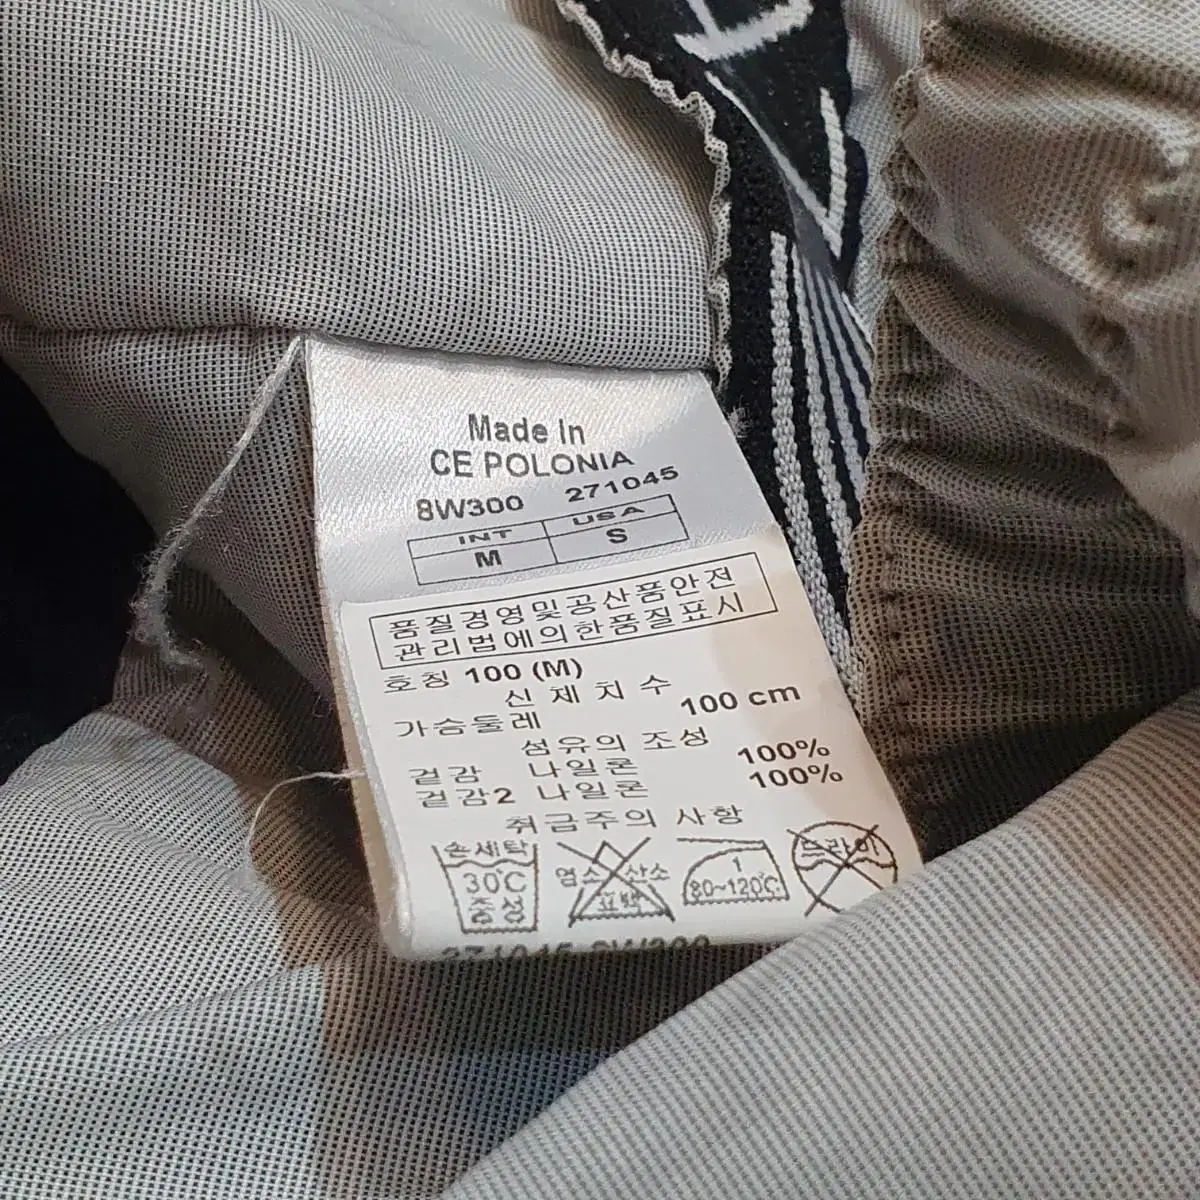 Made In
CE POLONIA
8W300 271045
INT USA
M S
품질경영및공산품안전
관리법에의한품질표시
호칭 100 (M)
신체치수
가슴둘레 100 cm
섬유의 조성
겉감 나일론 100%
겉감2 나일론 100%
취급주의 사항
손세탁 염소 산소 1 드라이
30℃ 표백 80~120℃
중성
271045 8W300